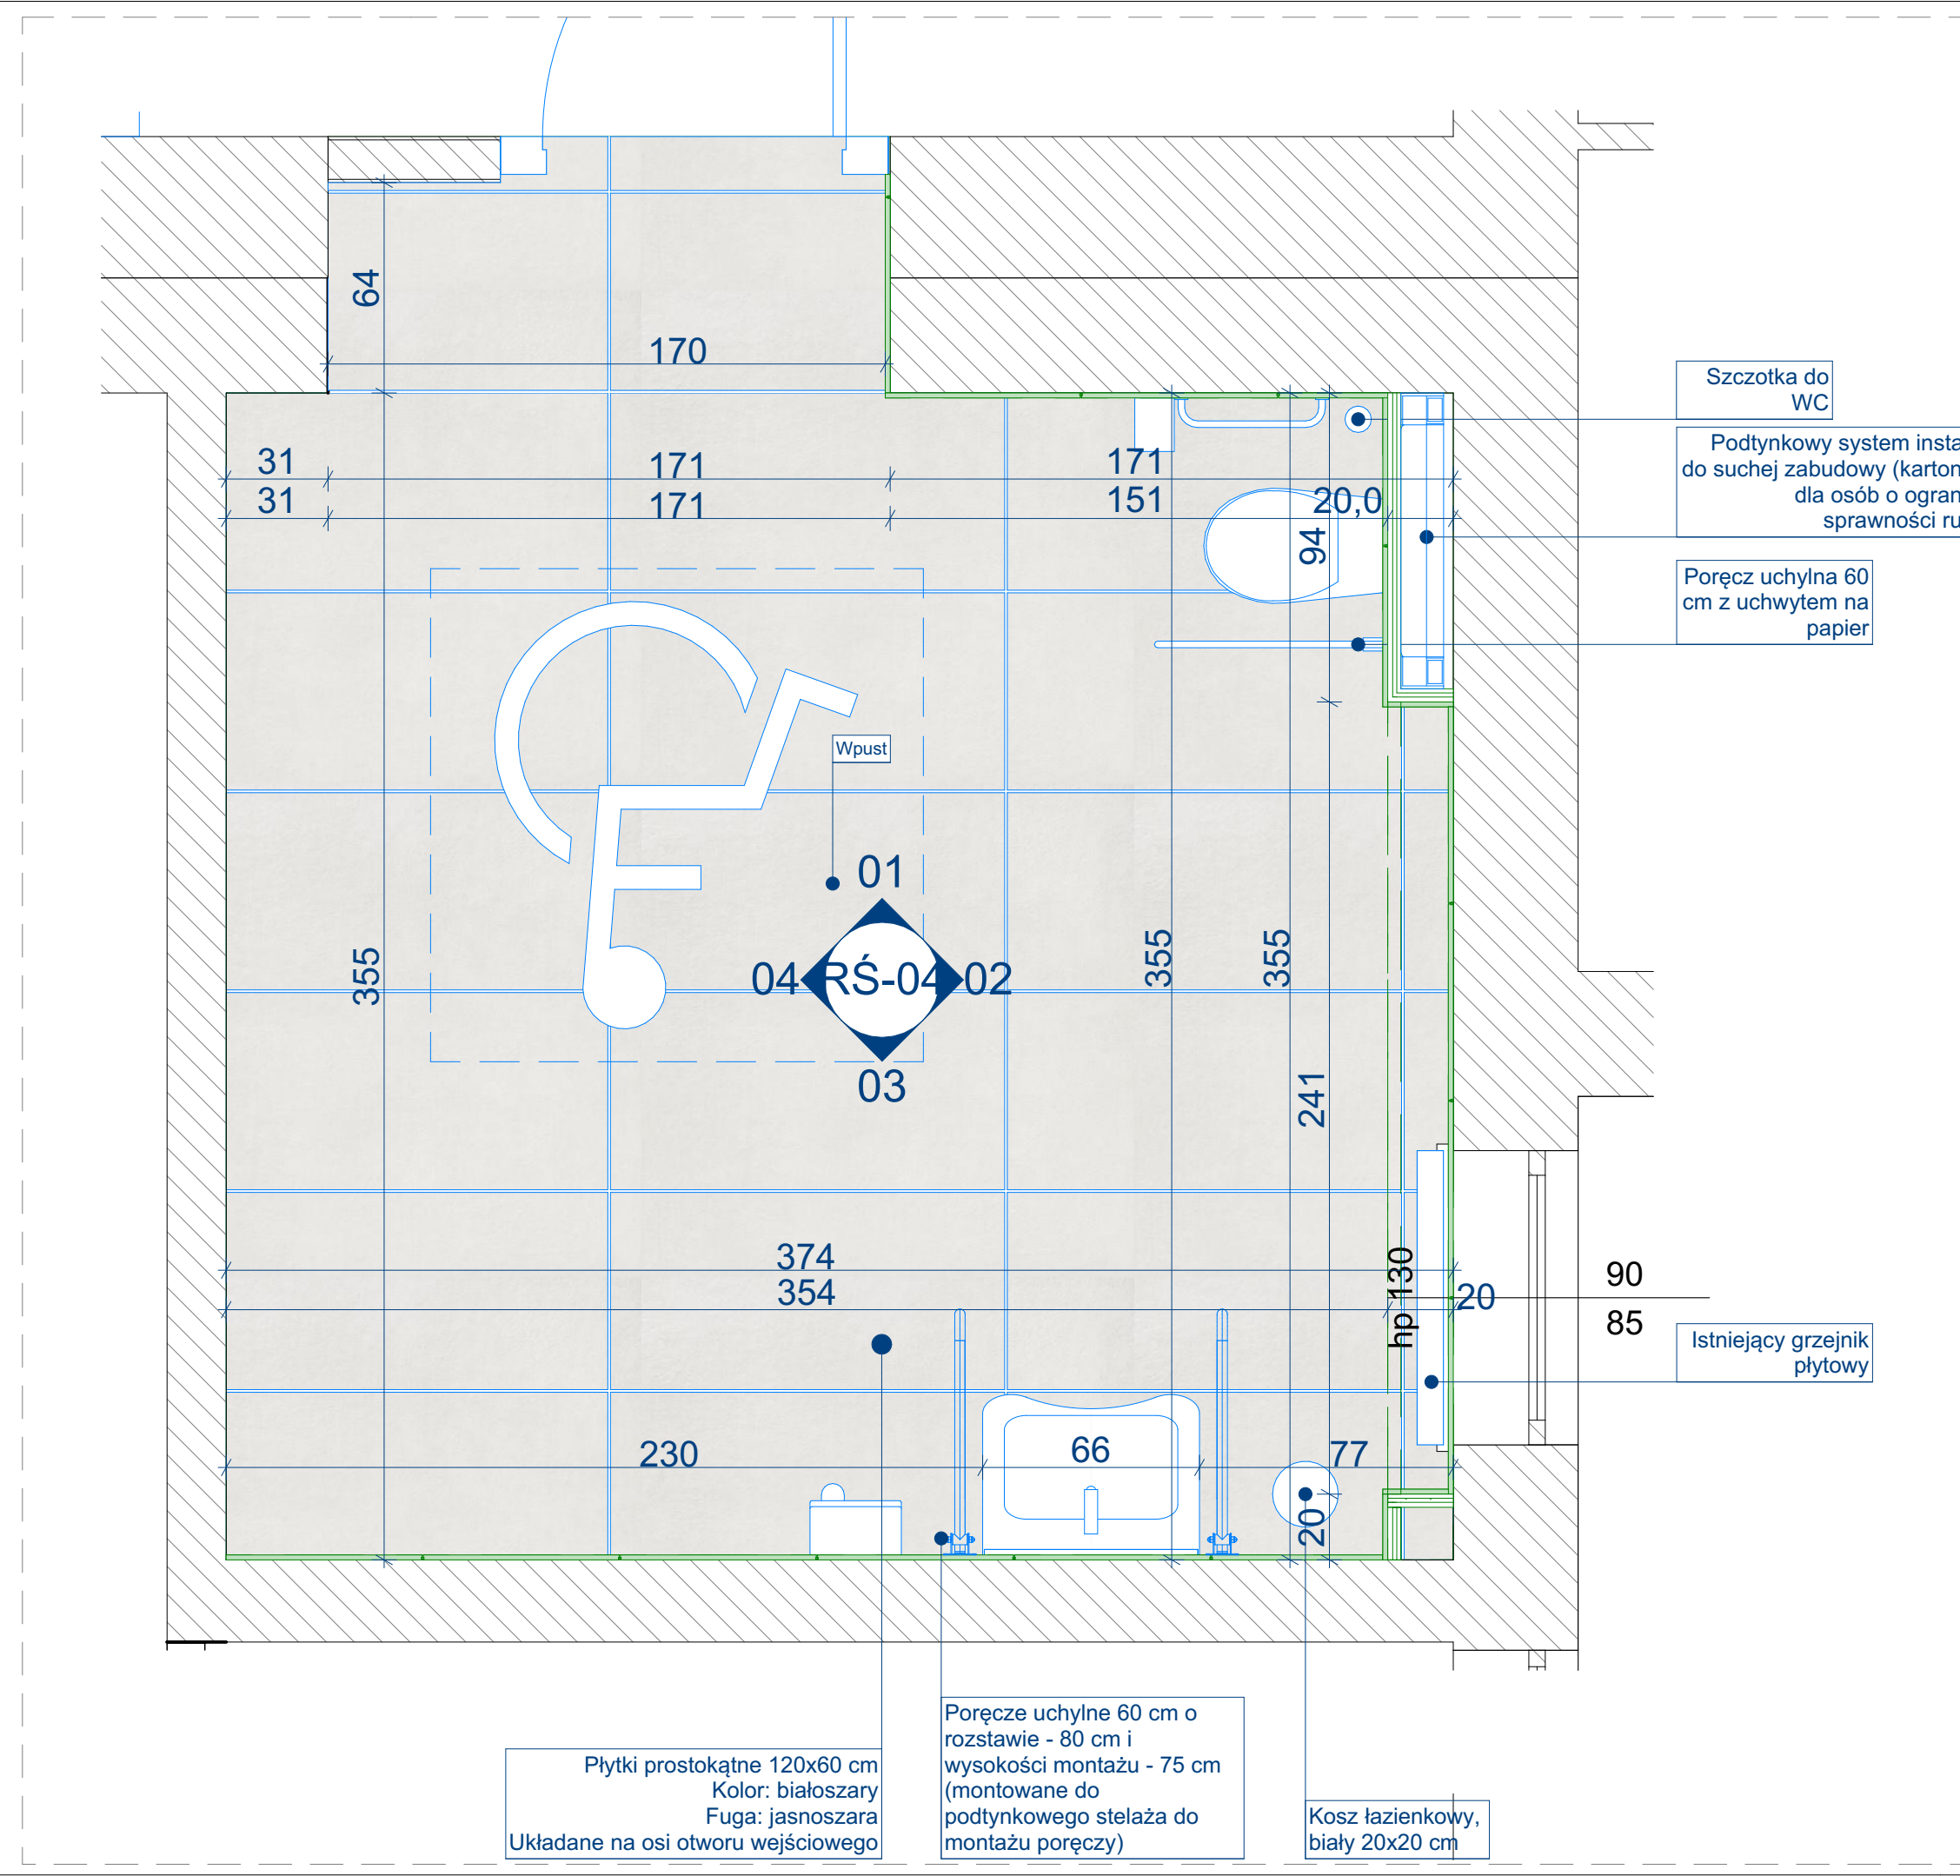 64
170
31
171
171
31
171
151
20,0
94
Szczotka do
WC
Podtynkowy system insta
do suchej zabudowy (karton
dla osób o ogran
sprawności ru
Poręcz uchylna 60
cm z uchwytem na
papier
Wpust
01
04
RŚ-04
02
03
355
355
355
241
374
354
hp 130
20
90
85
Istniejący grzejnik
płytowy
230
66
77
20
Płytki prostokątne 120x60 cm
Kolor: białoszary
Fuga: jasnoszara
Układane na osi otworu wejściowego
Poręcze uchylne 60 cm o
rozstawie - 80 cm i
wysokości montażu - 75 cm
(montowane do
podtynkowego stelaża do
montażu poręczy)
Kosz łazienkowy,
biały 20x20 cm